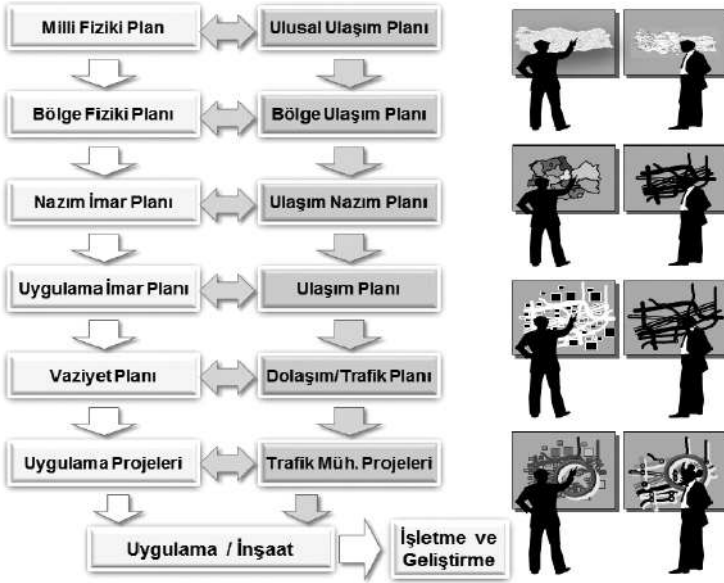 Milli Fiziki Plan
Ulusal Ulaşım Planı
Bölge Fiziki Planı
Bölge Ulaşım Planı
Nazım İmar Planı
Ulaşım Nazım Planı
Uygulama İmar Planı
Ulaşım Planı
Vaziyet Planı
Dolaşım/Trafik Planı
Uygulama Projeleri
Trafik Müh. Projeleri
Uygulama / İnşaat
İşletme ve
Geliştirme